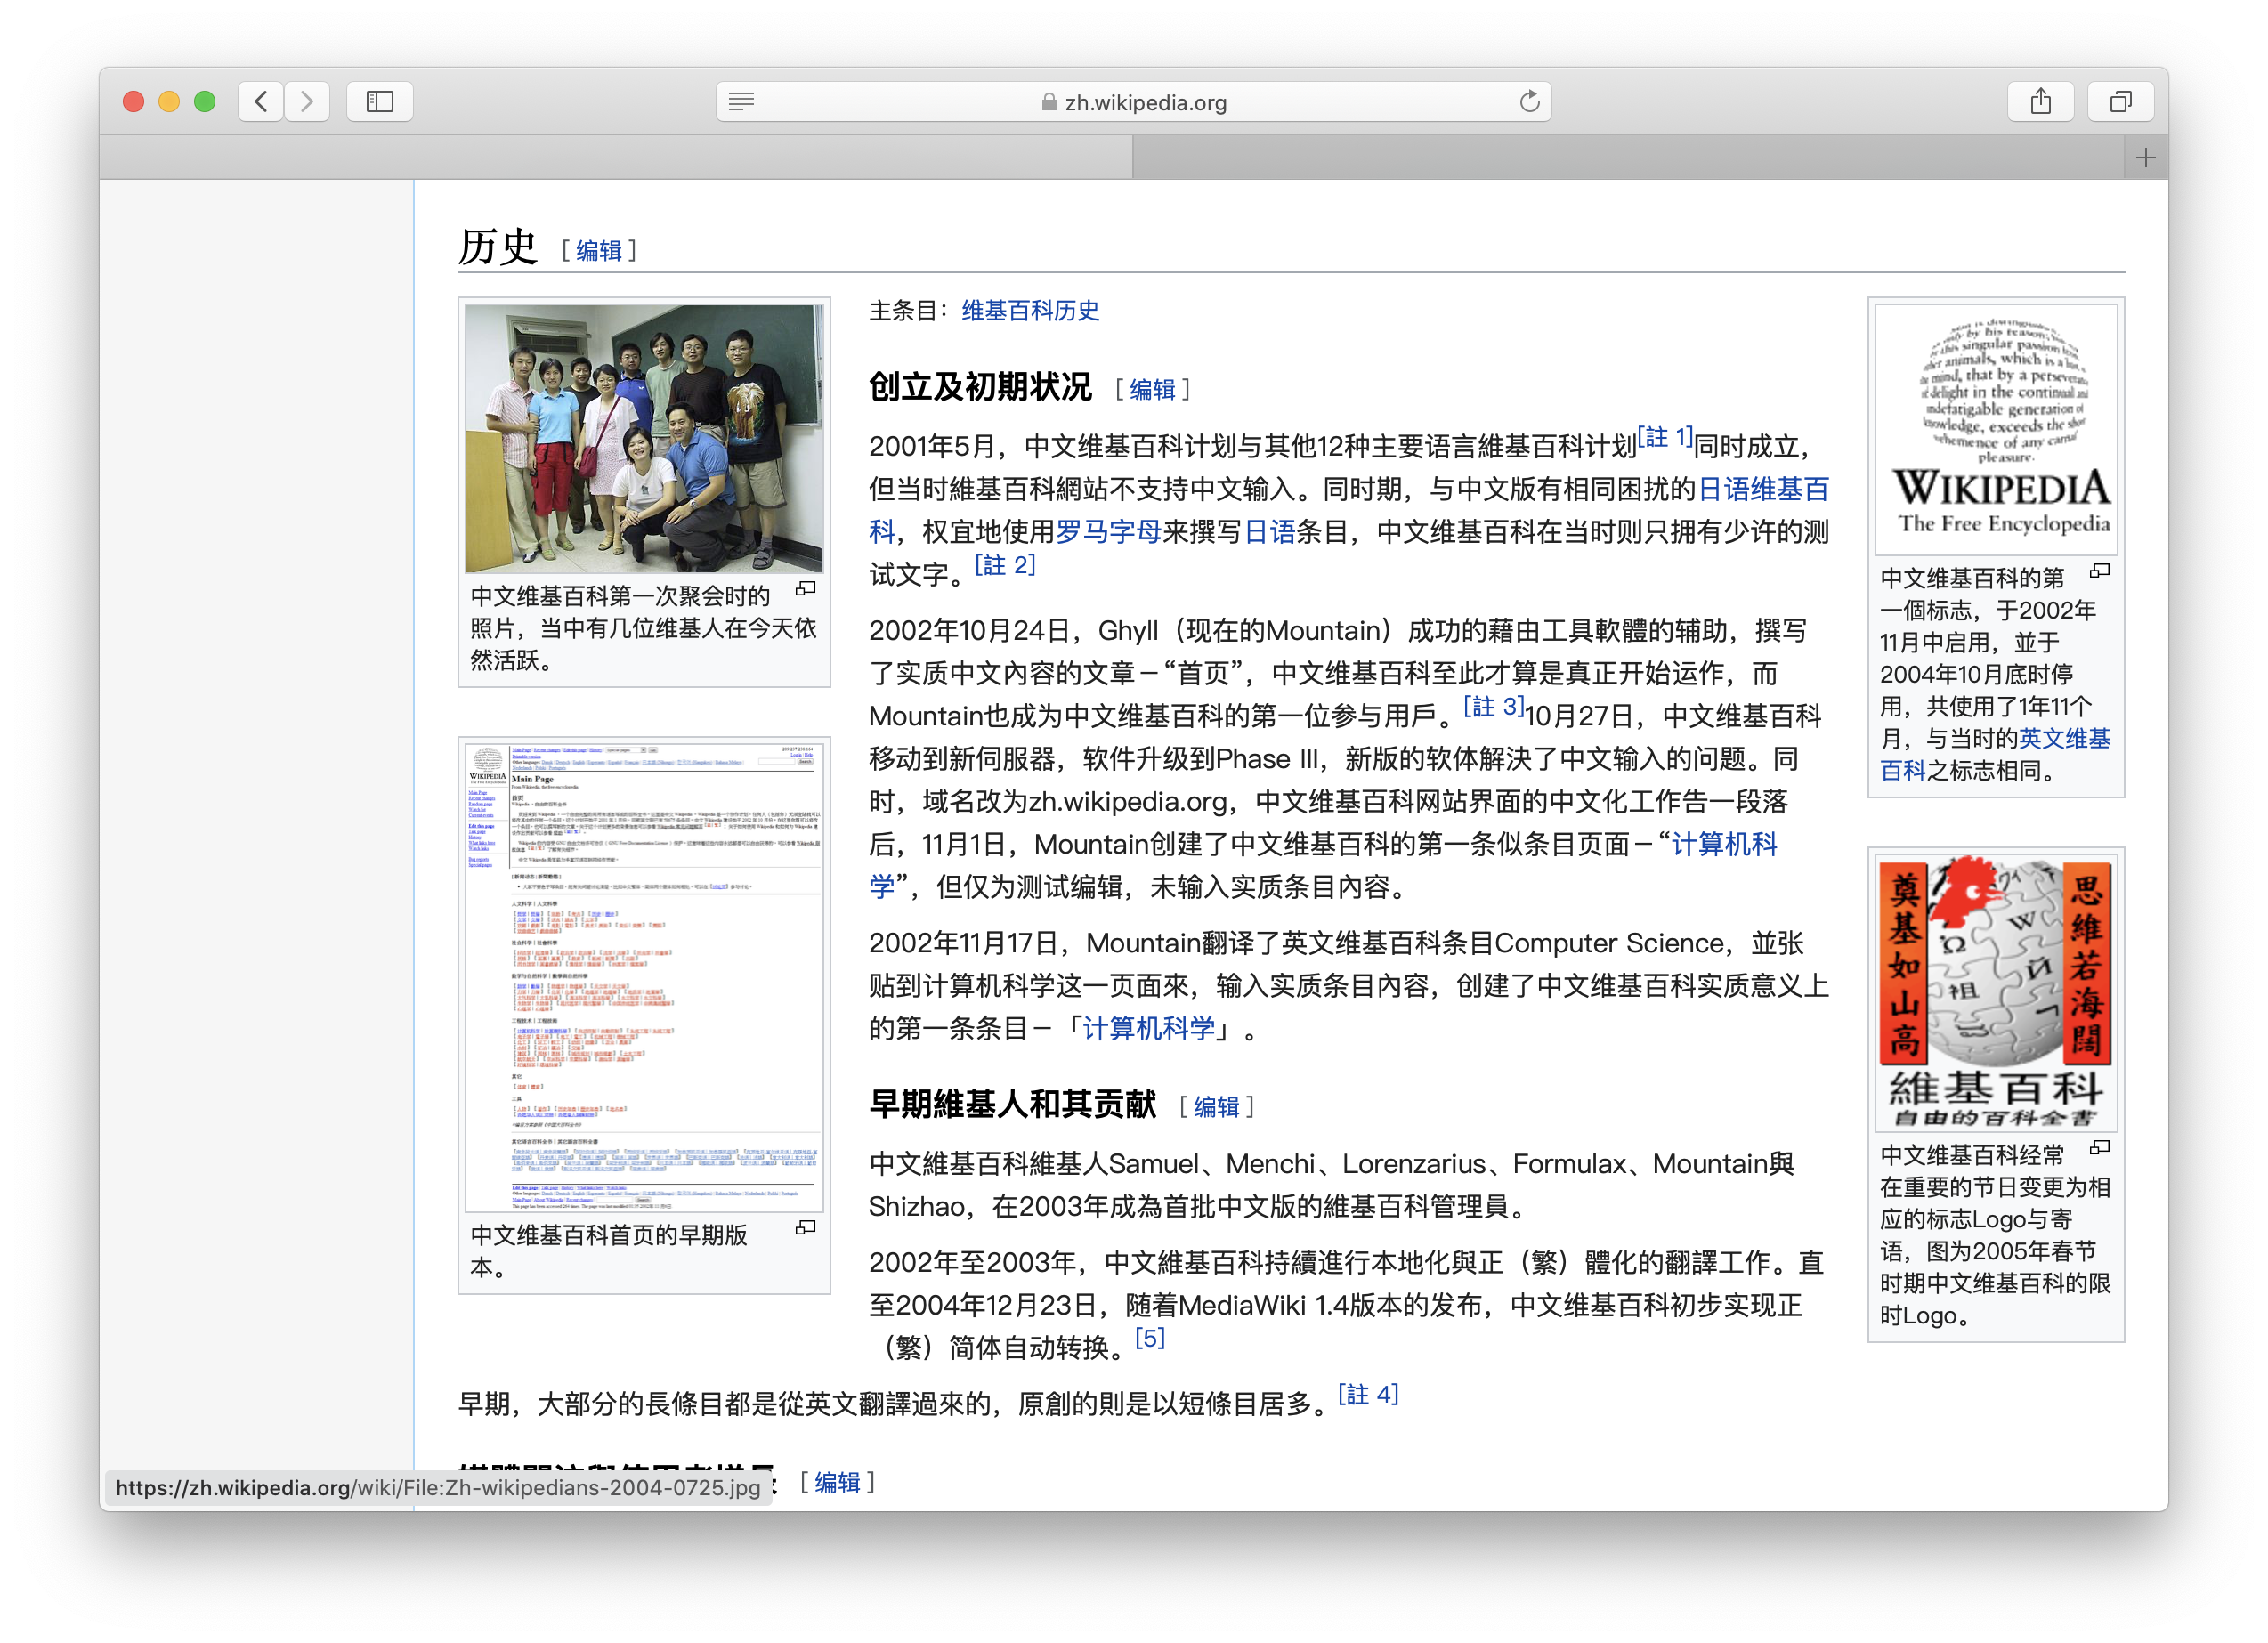 zh.wikipedia.org
历史 [ 编辑 ]
中文维基百科第一次聚会时的
照片，当中有几位维基人在今天依
然活跃。
WIKIPEDIA
Main Page
中文维基百科首页的早期版
本。
主条目：维基百科历史
创立及初期状况 [ 编辑 ]
2001年5月，中文维基百科计划与其他12种主要语言維基百科计划[註 1]同时成立，
但当时維基百科網站不支持中文输入。同时期，与中文版有相同困扰的日语维基百
科，权宜地使用罗马字母来撰写日语条目，中文维基百科在当时则只拥有少许的测
试文字。[註 2]
2002年10月24日，Ghyll（现在的Mountain）成功的藉由工具軟體的辅助，撰写
了实质中文內容的文章－“首页”，中文维基百科至此才算是真正开始运作，而
Mountain也成为中文维基百科的第一位参与用戶。[註 3]10月27日，中文维基百科
移动到新伺服器，软件升级到Phase III，新版的软体解決了中文输入的问题。同
时，域名改为zh.wikipedia.org，中文维基百科网站界面的中文化工作告一段落
后，11月1日，Mountain创建了中文维基百科的第一条似条目页面－“计算机科
学”，但仅为测试编辑，未输入实质条目內容。
2002年11月17日，Mountain翻译了英文维基百科条目Computer Science，並张
贴到计算机科学这一页面來，输入实质条目內容，创建了中文维基百科实质意义上
的第一条条目－「计算机科学」。
早期維基人和其贡献 [ 编辑 ]
中文維基百科維基人Samuel、Menchi、Lorenzarius、Formulax、Mountain與
Shizhao，在2003年成為首批中文版的維基百科管理員。
2002年至2003年，中文維基百科持續進行本地化與正（繁）體化的翻譯工作。直
至2004年12月23日，随着MediaWiki 1.4版本的发布，中文维基百科初步实现正
（繁）简体自动转换。[5]
早期，大部分的長條目都是從英文翻譯過來的，原創的則是以短條目居多。[註 4]
[ 编辑 ]
https://zh.wikipedia.org/wiki/File:Zh-wikipedians-2004-0725.jpg
by his reason,
this singular passion
animals, which is a
mind, that by a
of delight in the continual and
indefatigable generation of
knowledge, exceeds the short
vehemence of any carnal
pleasure.
WIKIPEDIA
The Free Encyclopedia
中文维基百科的第
一個标志，于2002年
11月中启用，並于
2004年10月底时停
用，共使用了1年11个
月，与当时的英文维基
百科之标志相同。
奠基如山高
思維若海闊
維基百科
自由的百科全書
中文维基百科经常
在重要的节日变更为相
应的标志Logo与寄
语，图为2005年春节
时期中文维基百科的限
时Logo。